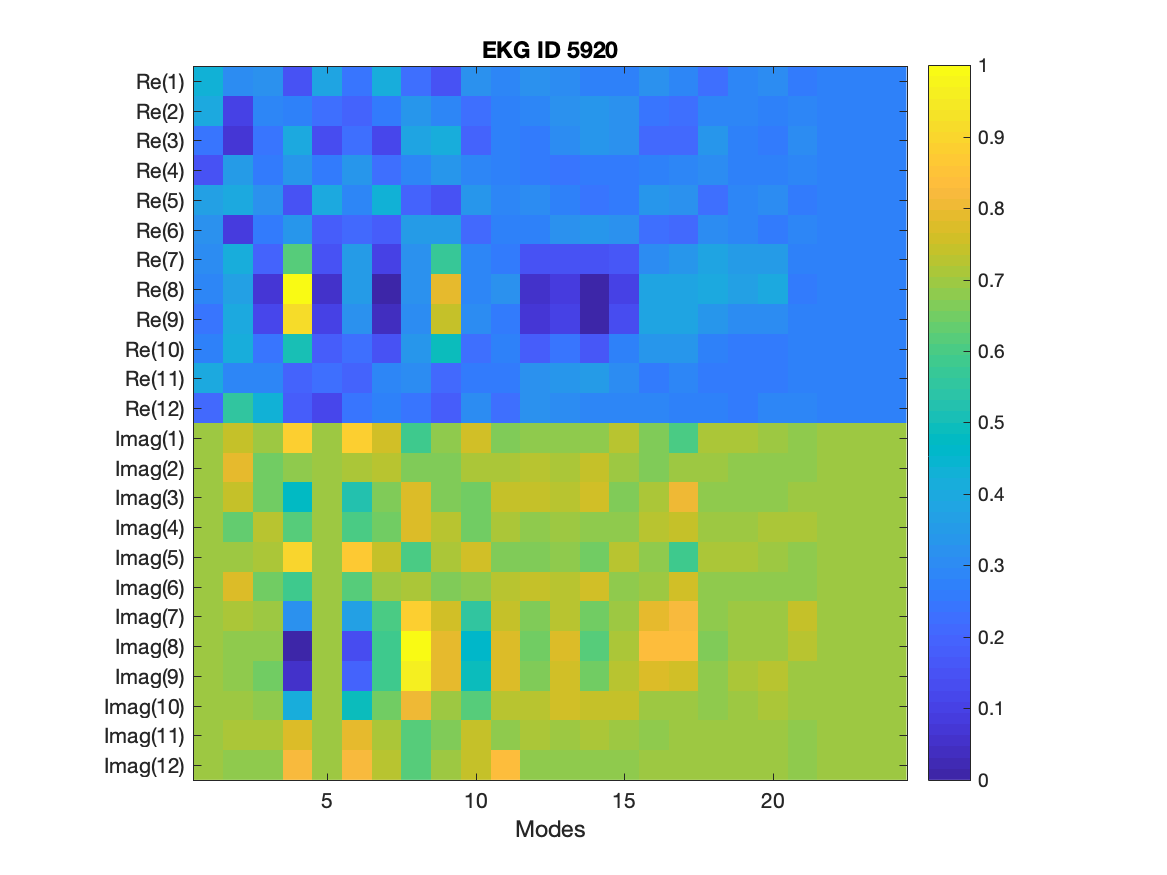 EKG ID 5920
Re(1)
Re(2)
Re(3)
Re(4)
Re(5)
Re(6)
Re(7)
Re(8)
Re(9)
Re(10)
Re(11)
Re(12)
Imag(1)
Imag(2)
Imag(3)
Imag(4)
Imag(5)
Imag(6)
Imag(7)
Imag(8)
Imag(9)
Imag(10)
Imag(11)
Imag(12)
5 10 15 20
Modes
1
0.9
0.8
0.7
0.6
0.5
0.4
0.3
0.2
0.1
0